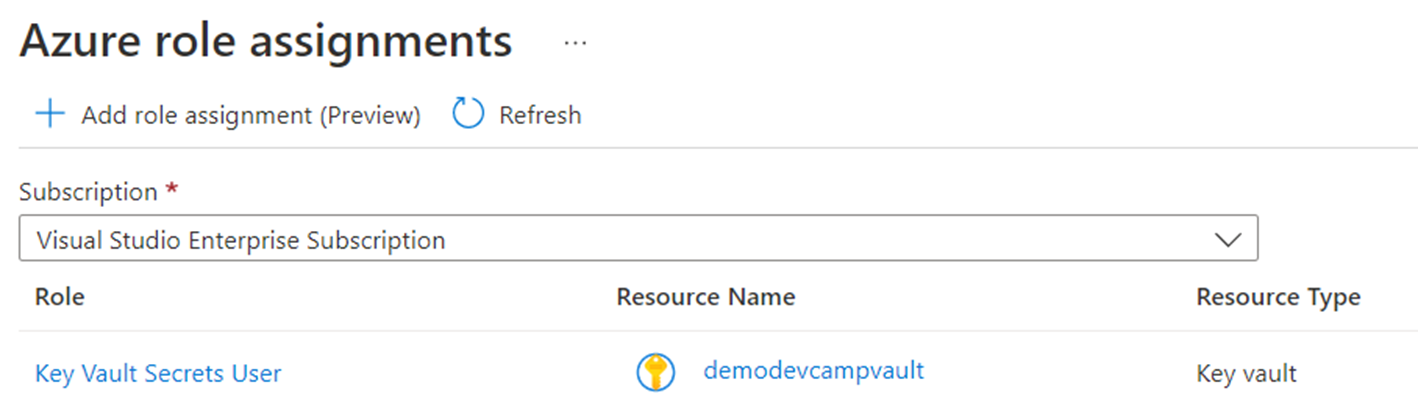 Azure role assignments ...
Add role assignment (Preview) Refresh
Subscription *
Visual Studio Enterprise Subscription
Role Resource Name Resource Type
Key Vault Secrets User demodevcampvault Key vault